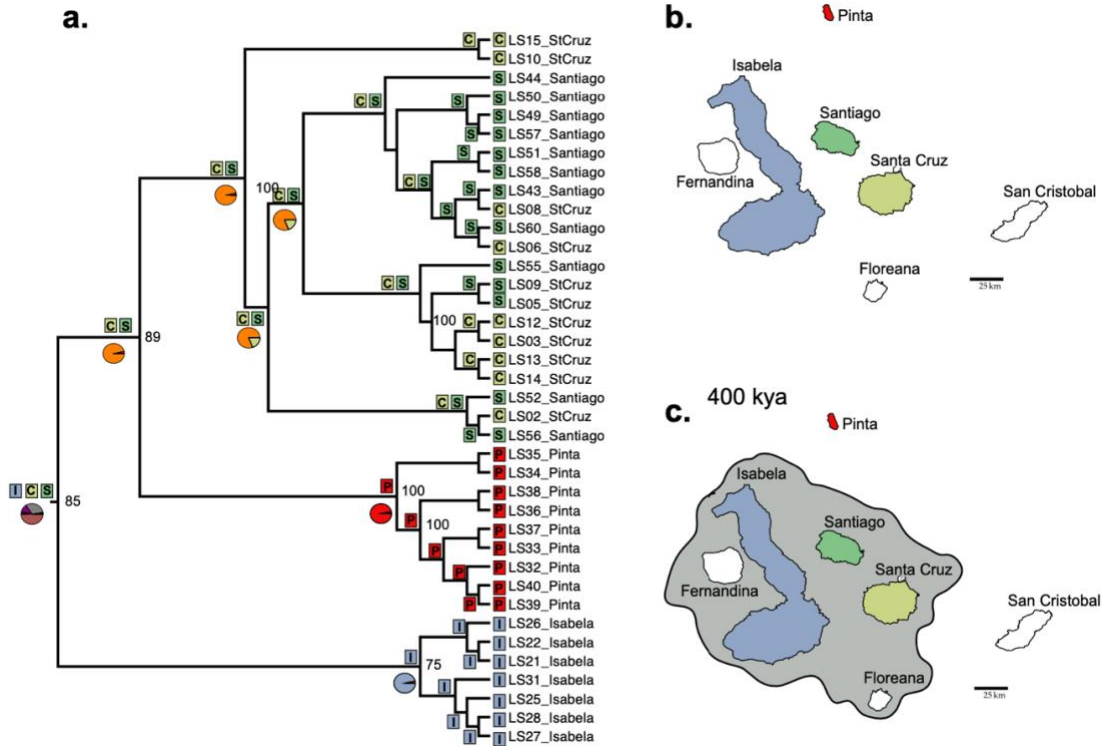 a.
C C LS15_StCruz
C LS10_StCruz
S LS44_Santiago
C S S S LS50_Santiago
S LS49_Santiago
S S LS57_Santiago
S S LS51_Santiago
C S S LS58_Santiago
C S S S LS43_Santiago
100 C S
S C LS08_StCruz
S S LS60_Santiago
C LS06_StCruz
S LS55_Santiago
C S S S LS09_StCruz
S LS05_StCruz
C S 100 C C LS12_StCruz
89 C S
C LS03_StCruz
C C LS13_StCruz
C LS14_StCruz
C S S LS52_Santiago
C LS02_StCruz
S S LS56_Santiago
P LS35_Pinta
P LS34_Pinta
P 100 P LS38_Pinta
I C S 85
P LS36_Pinta
P 100 P LS37_Pinta
P P LS33_Pinta
P P LS32_Pinta
P LS40_Pinta
P P LS39_Pinta
I I LS26_Isabela
I LS22_Isabela
I 75 I I LS21_Isabela
I I LS31_Isabela
I LS25_Isabela
I I LS28_Isabela
I I LS27_Isabela
b.
Pinta
Isabela
Santiago
Santa Cruz
Fernandina
San Cristobal
Floreana
25 km
c.
400 kya
Pinta
Isabela
Santiago
Santa Cruz
Fernandina
San Cristobal
Floreana
25 km